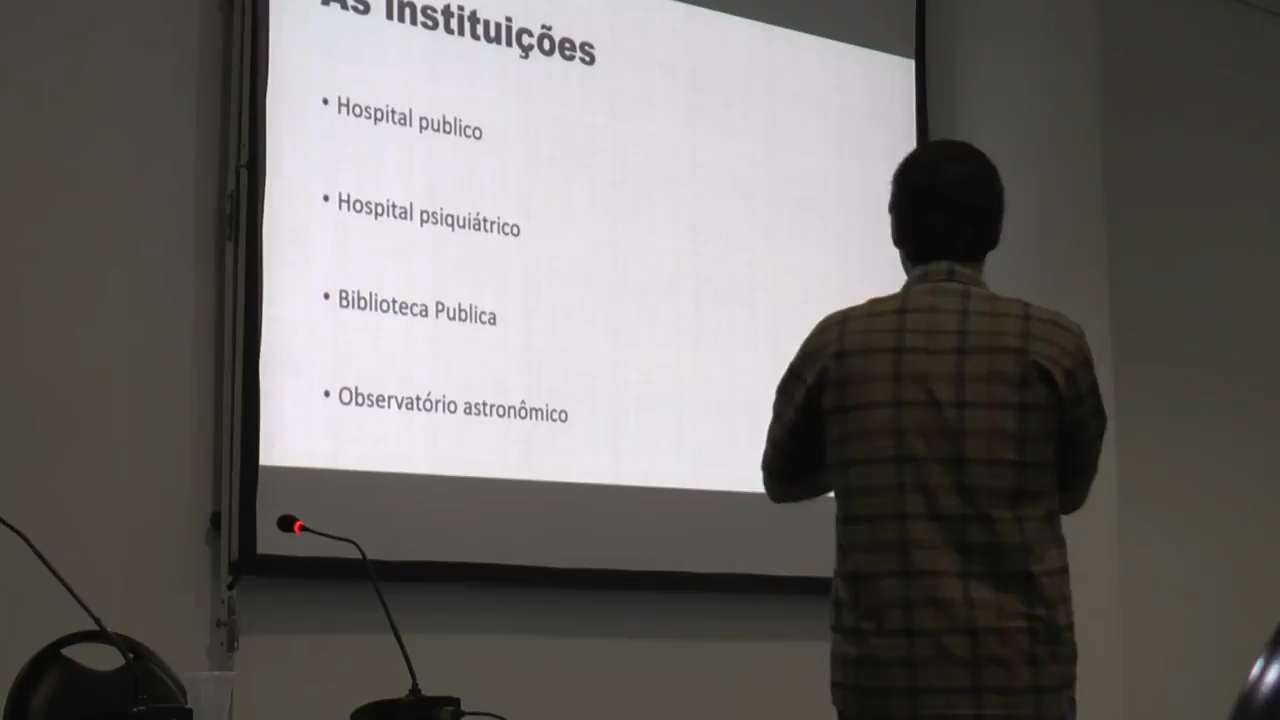 As instituições
• Hospital publico
• Hospital psiquiátrico
• Biblioteca Publica
• Observatório astronômico